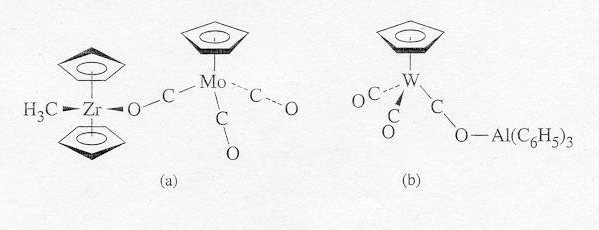 H₃C Zr O C Mo C O
C
O
(a)
W
O C C
C
O O—Al(C₆H₅)₃
(b)